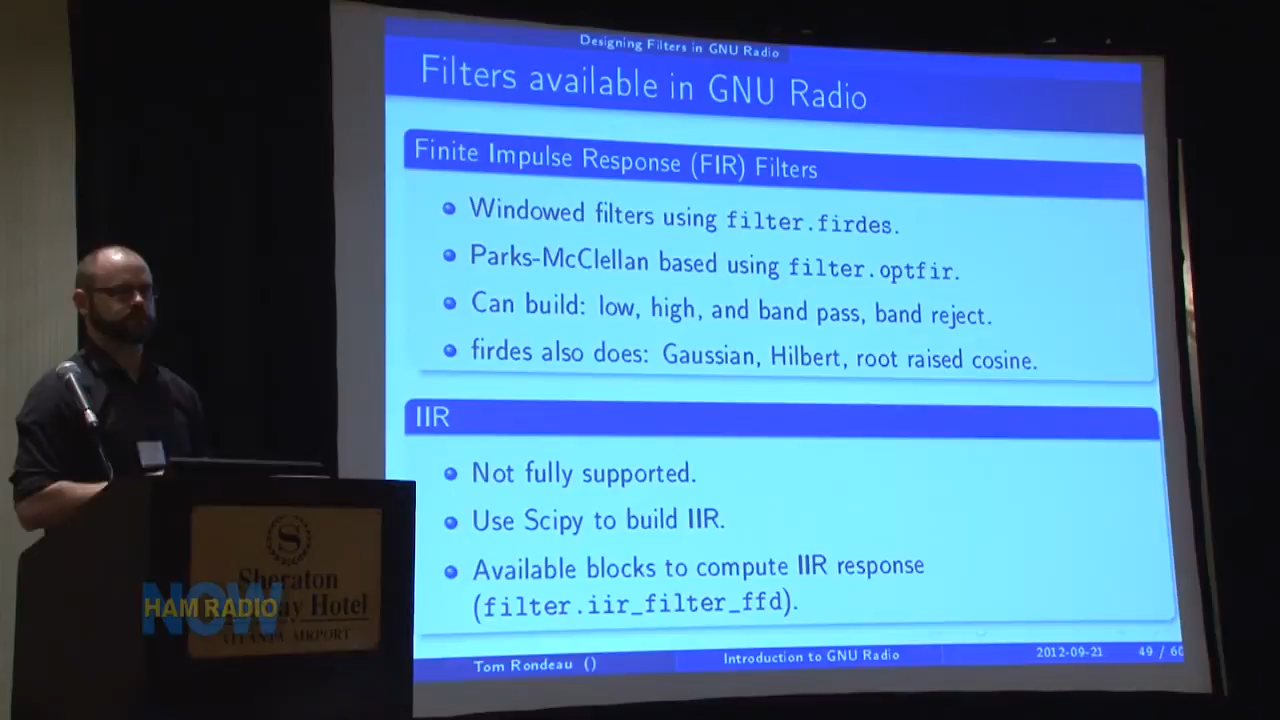 Designing Filters in GNU Radio
Filters available in GNU Radio
Finite Impulse Response (FIR) Filters
Windowed filters using filter.firdes.
Parks-McClellan based using filter.optfir.
Can build: low, high, and band pass, band reject.
firdes also does: Gaussian, Hilbert, root raised cosine.
IIR
Not fully supported.
Use Scipy to build IIR.
Available blocks to compute IIR response
(filter.iir_filter_ffd).
Tom Rondeau () Introduction to GNU Radio 2012-09-21 49 / 60
S
Sheraton
Hotel
AIRPORT
NOW
HAM RADIO